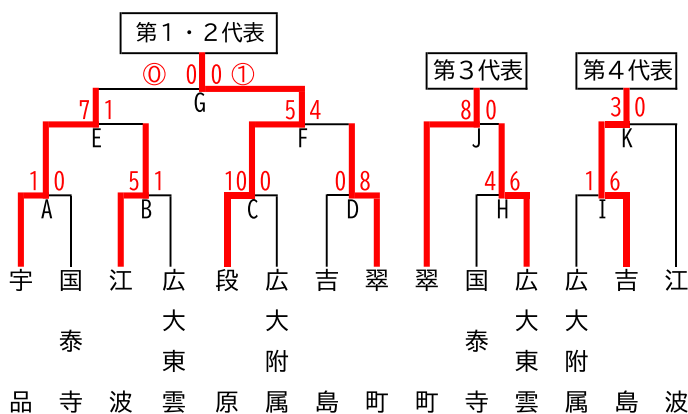 第1・2代表
第3代表
第4代表
⓪ 0 0 ①
G
7 1
5 4
8 0
3 0
E
F
J
K
1 0
5 1
10 0
0 8
4 6
1 6
A
B
C
D
H
I
宇品
国泰寺
江波
広大東雲
段原
広大附属
吉島
翠町
翠町
国泰寺
広大東雲
広大附属
吉島
江波